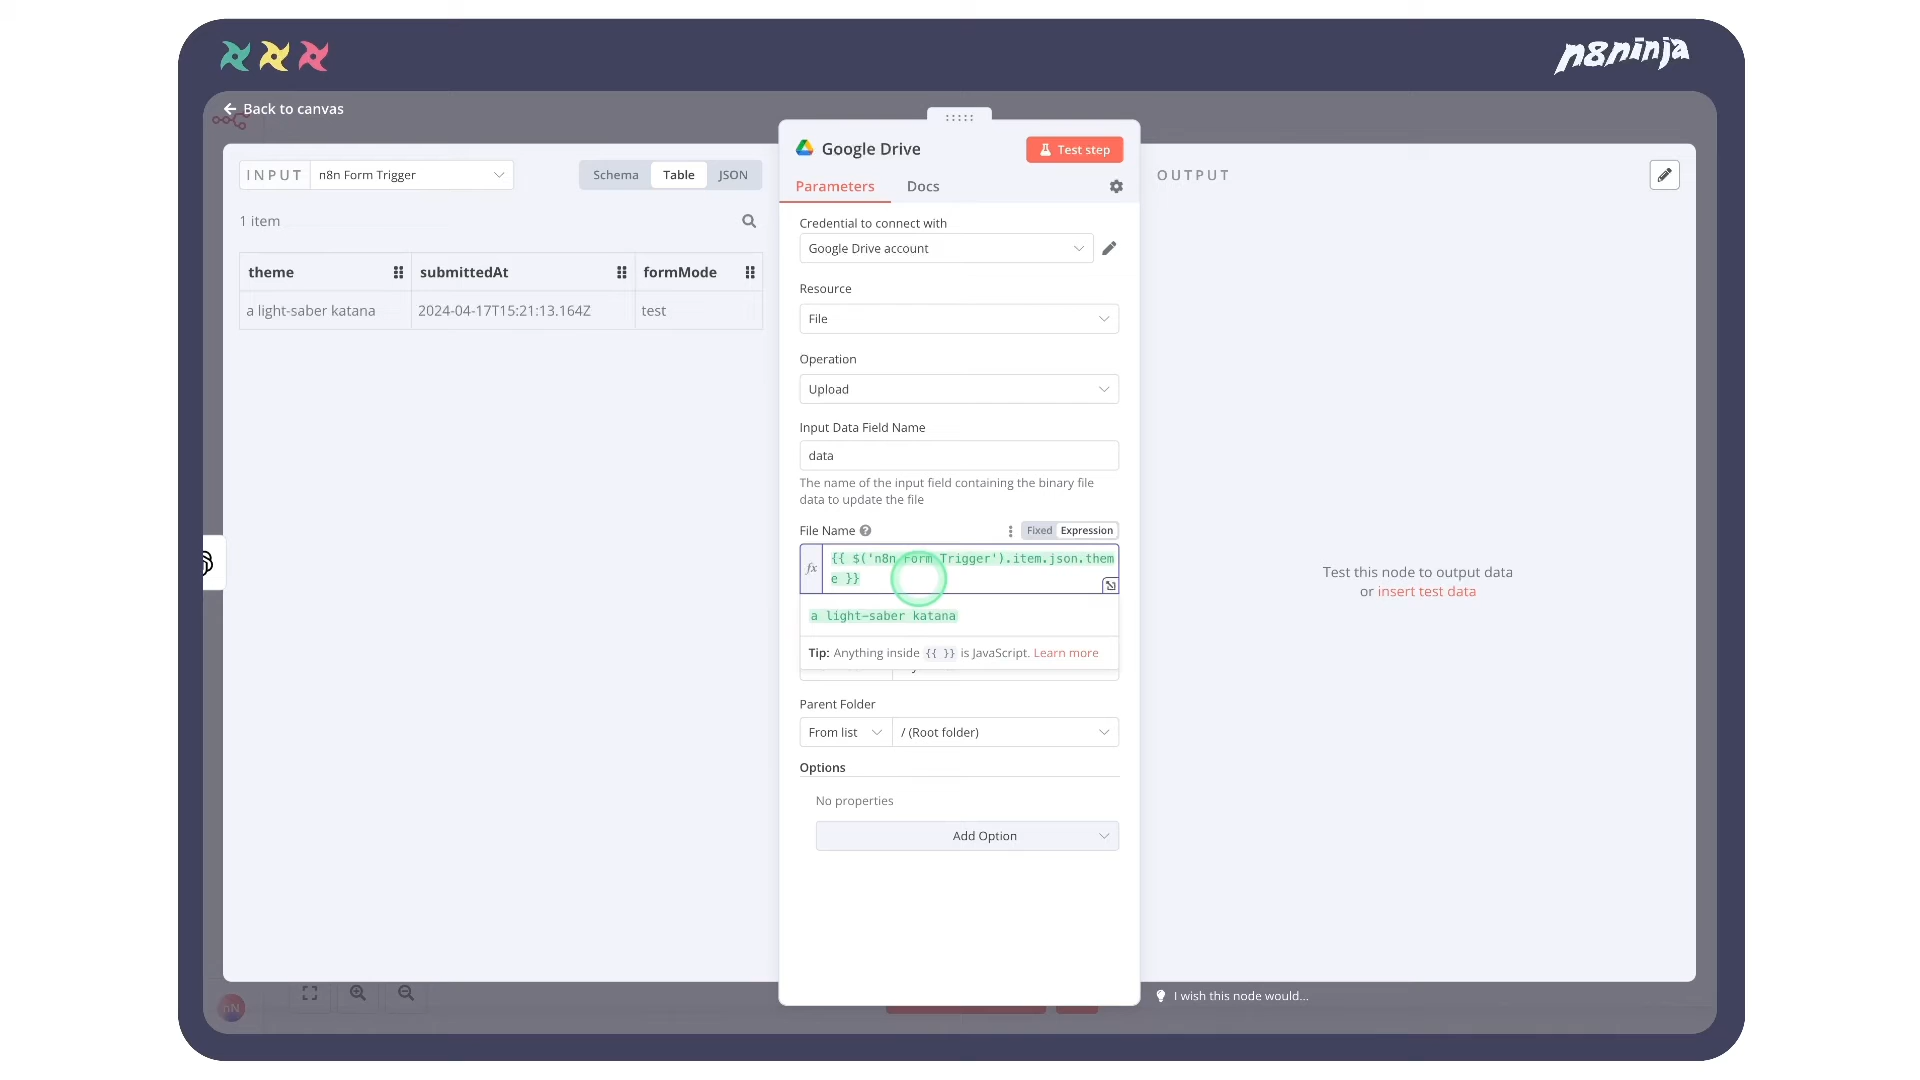 n8ninja
Back to canvas
INPUT
n8n Form Trigger
Schema
Table
JSON
1 item
theme
submittedAt
formMode
a light-saber katana
2024-04-17T15:21:13.164Z
test
Google Drive
Test step
Parameters
Docs
Credential to connect with
Google Drive account
Resource
File
Operation
Upload
Input Data Field Name
data
The name of the input field containing the binary file
data to update the file
File Name
Fixed
Expression
fx
{{ $('n8n Form Trigger').item.json.them
e }}
a light-saber katana
Tip: Anything inside {{ }} is JavaScript. Learn more
Parent Folder
From list
/ (Root folder)
Options
No properties
Add Option
OUTPUT
Test this node to output data
or insert test data
nN
I wish this node would...